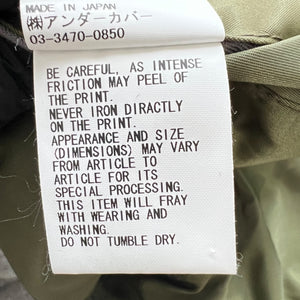 MADE IN JAPAN
㈱アンダーカバー
03-3470-0850
BE CAREFUL, AS INTENSE
FRICTION MAY PEEL OF
THE PRINT.
NEVER IRON DIRACTLY
ON THE PRINT.
APPEARANCE AND SIZE
(DIMENSIONS) MAY VARY
FROM ARTICLE TO
ARTICLE FOR ITS
SPECIAL PROCESSING.
THIS ITEM WILL FRAY
WITH WEARING AND
WASHING.
DO NOT TUMBLE DRY.